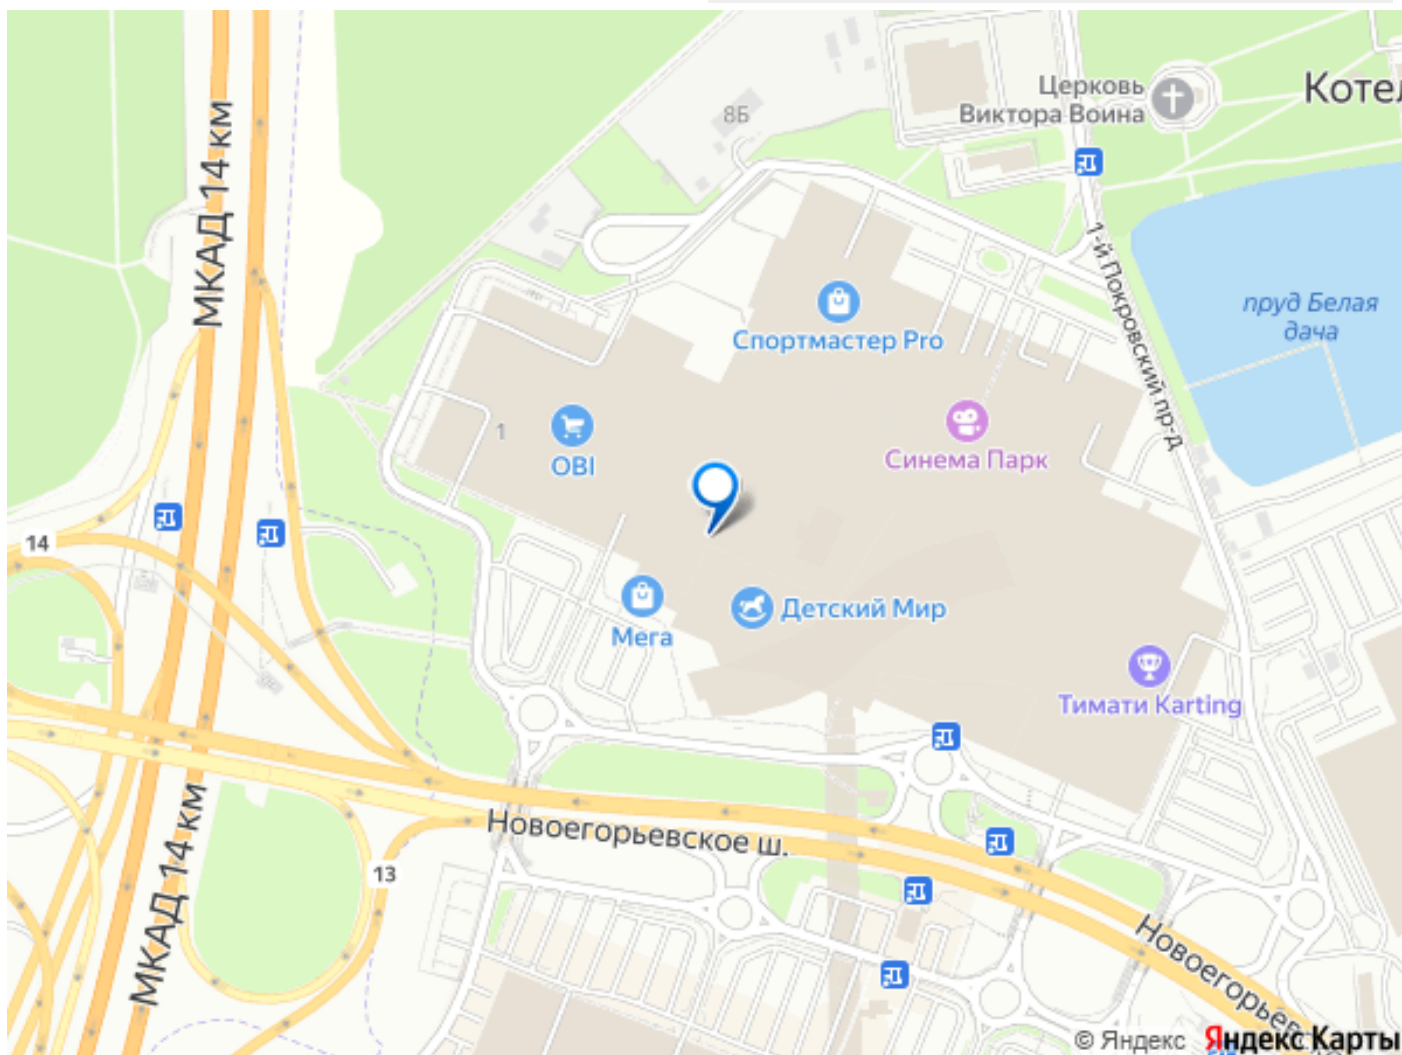 Церковь
Виктора Воина
Коте
8Б
МКАД 14 км
1-й Покровский пр-д
пруд Белая
дача
Спортмастер Pro
1
OBI
Синема Парк
14
Мега
Детский Мир
Тимати Karting
МКАД 14 км
Новоегорьевское ш.
13
Новоегорьевс
© Яндекс
Яндекс Карты